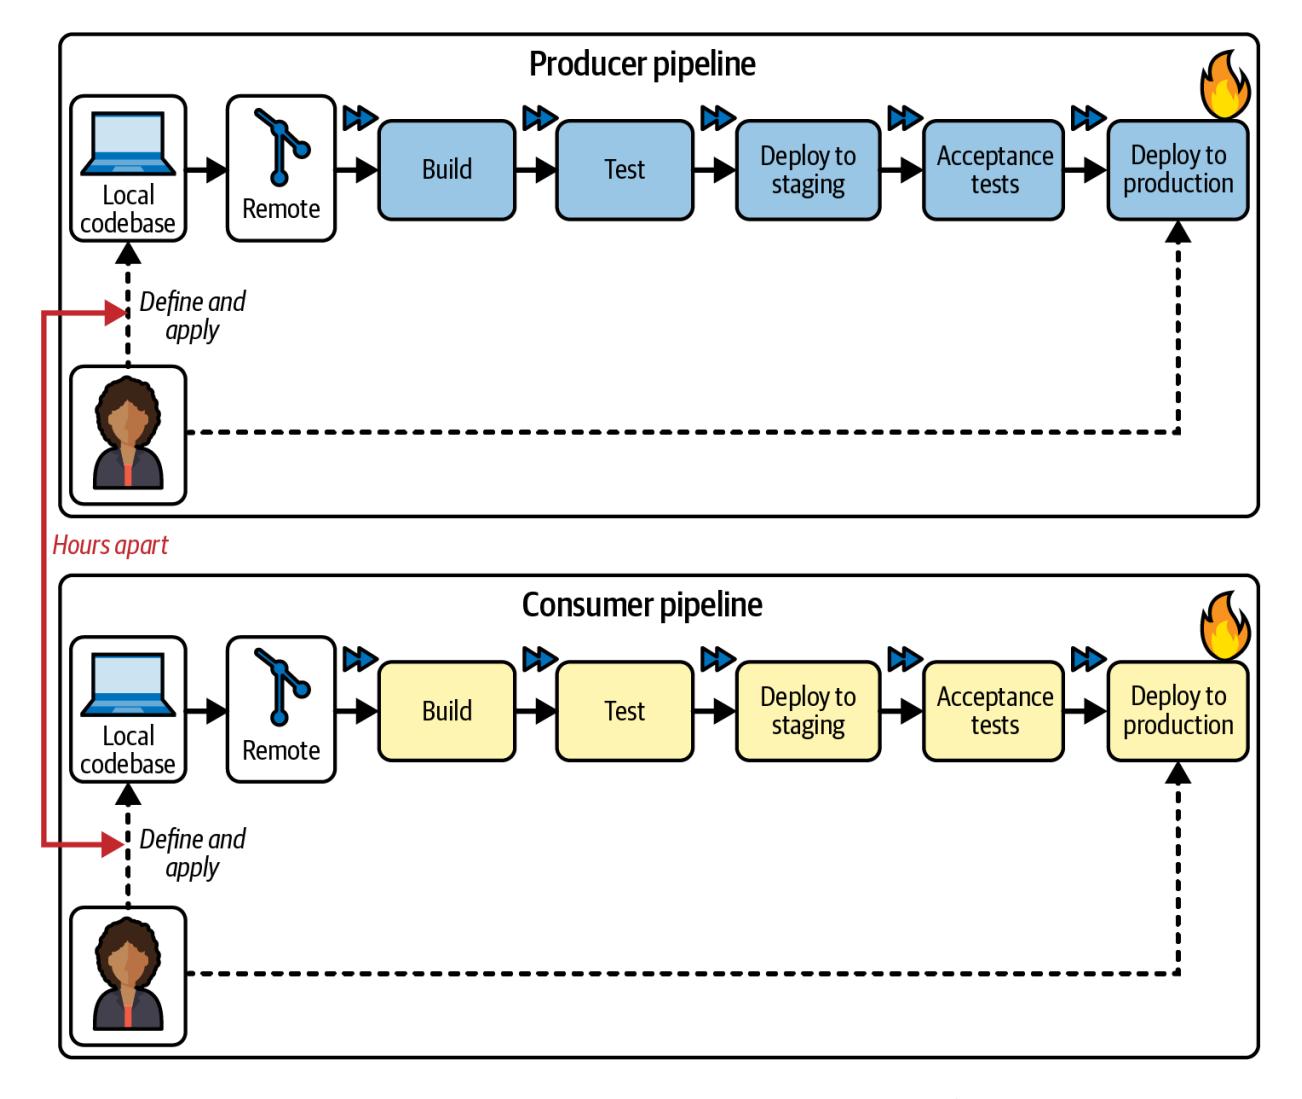 Producer pipeline
Local
codebase
Remote
Build
Test
Deploy to
staging
Acceptance
tests
Deploy to
production
Define and
apply
Hours apart
Consumer pipeline
Local
codebase
Remote
Build
Test
Deploy to
staging
Acceptance
tests
Deploy to
production
Define and
apply